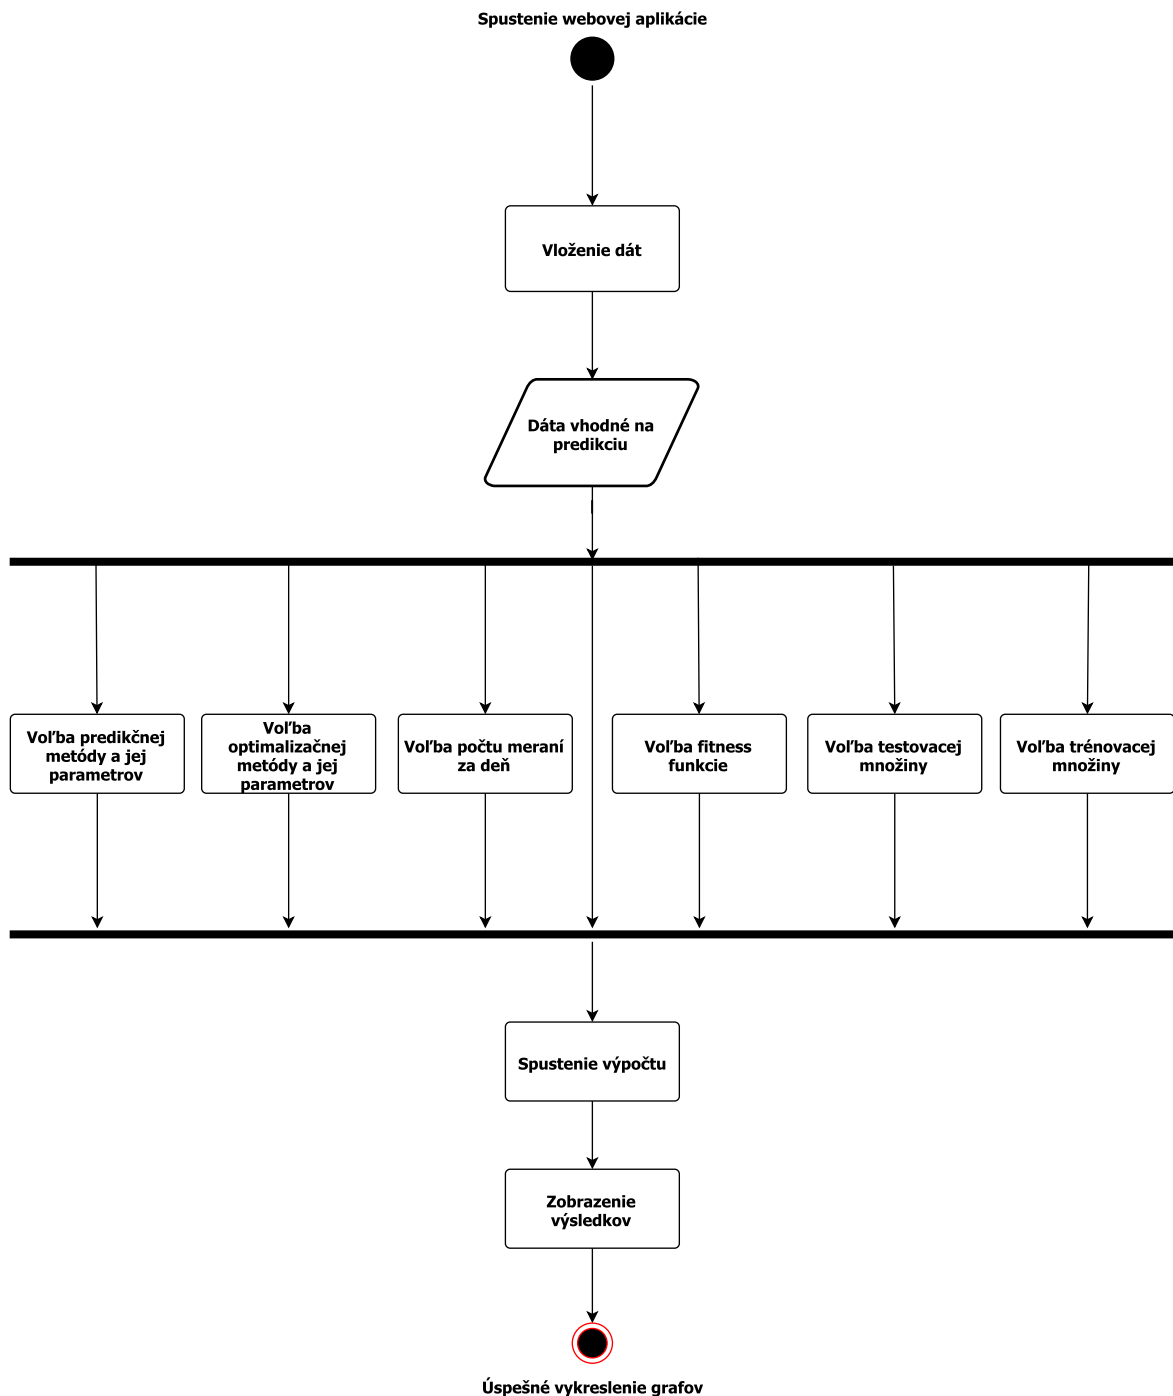 Spustenie webovej aplikácie
Vloženie dát
Dáta vhodné na
predikciu
Voľba predikčnej
metódy a jej
parametrov
Voľba
optimalizačnej
metódy a jej
parametrov
Voľba počtu meraní
za deň
Voľba fitness
funkcie
Voľba testovacej
množiny
Voľba trénovacej
množiny
Spustenie výpočtu
Zobrazenie
výsledkov
Úspešné vykreslenie grafov